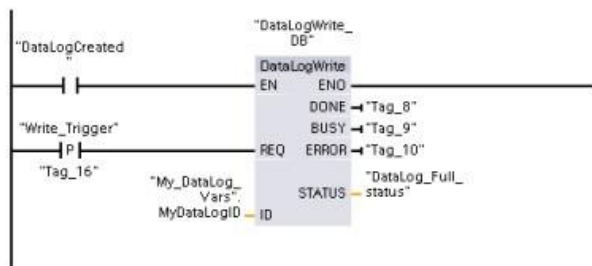 "DataLogWrite_
DB"
"DataLogCreated
"
DataLogWrite
EN ENO
DONE "Tag_8"
"Write_Trigger" BUSY "Tag_9"
P REQ ERROR "Tag_10"
"Tag_16"
"My_DataLog_
Vars".
MyDataLogID ID
STATUS "DataLog_Full_
status"